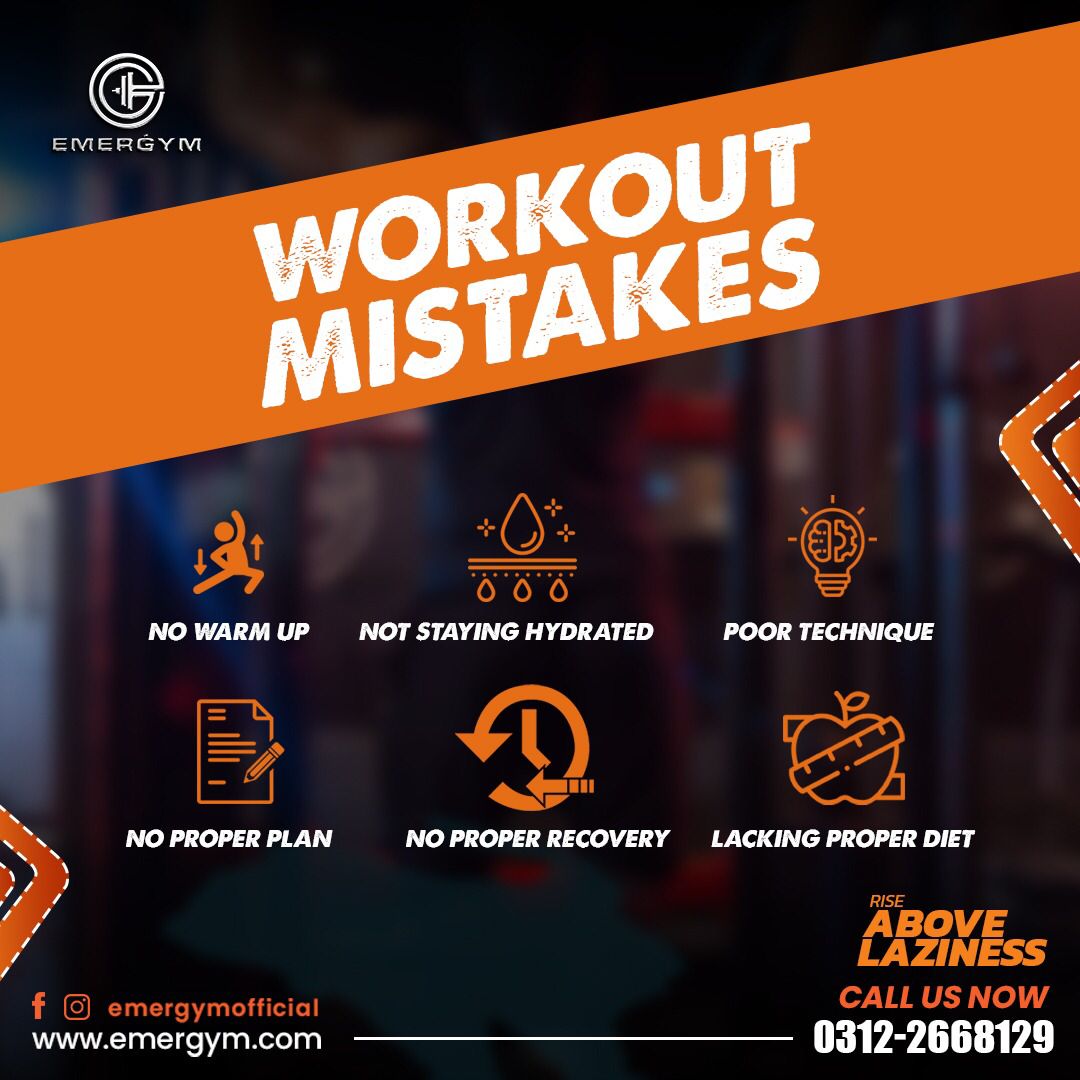 EMERGYM
WORKOUT
MISTAKES
NO WARM UP
NOT STAYING HYDRATED
POOR TECHNIQUE
NO PROPER PLAN
NO PROPER RECOVERY
LACKING PROPER DIET
RISE
ABOVE
LAZINESS
CALL US NOW
0312-2668129
emergymofficial
www.emergym.com